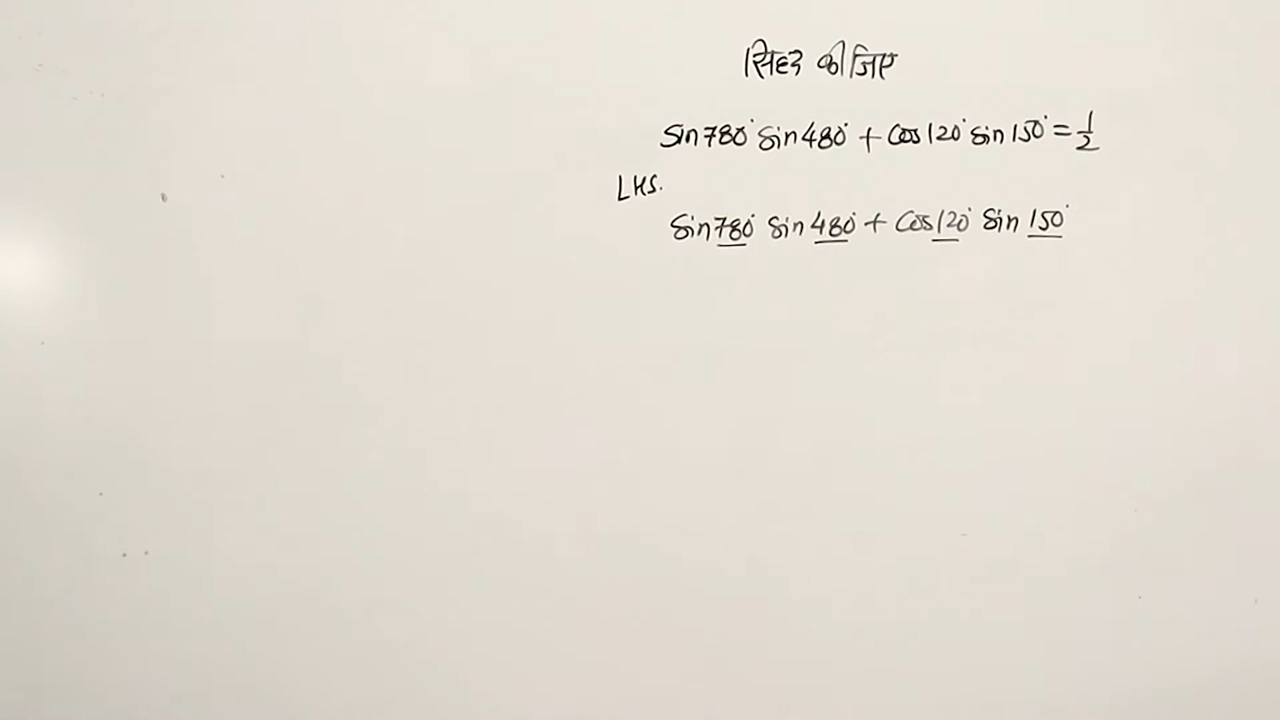 सिद्ध कीजिए
Sin780° Sin480° + Cos120° Sin150° = 1/2
LHS.
Sin780° Sin480° + Cos120° Sin150°